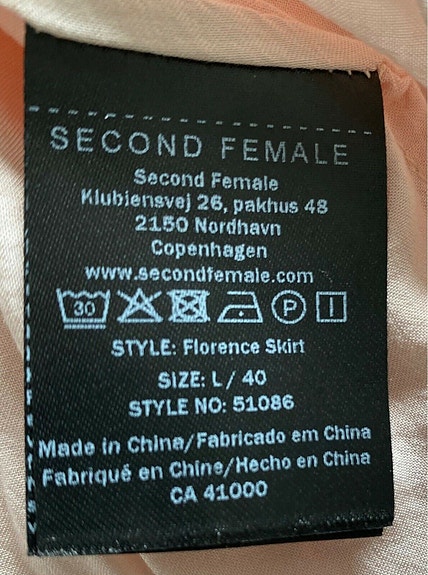 SECOND FEMALE
Second Female
Klubiensvej 26, pakhus 48
2150 Nordhavn
Copenhagen
www.secondfemale.com
30 P
STYLE: Florence Skirt
SIZE: L / 40
STYLE NO: 51086
Made in China/Fabricado em China
Fabriqué en Chine/Hecho en China
CA 41000